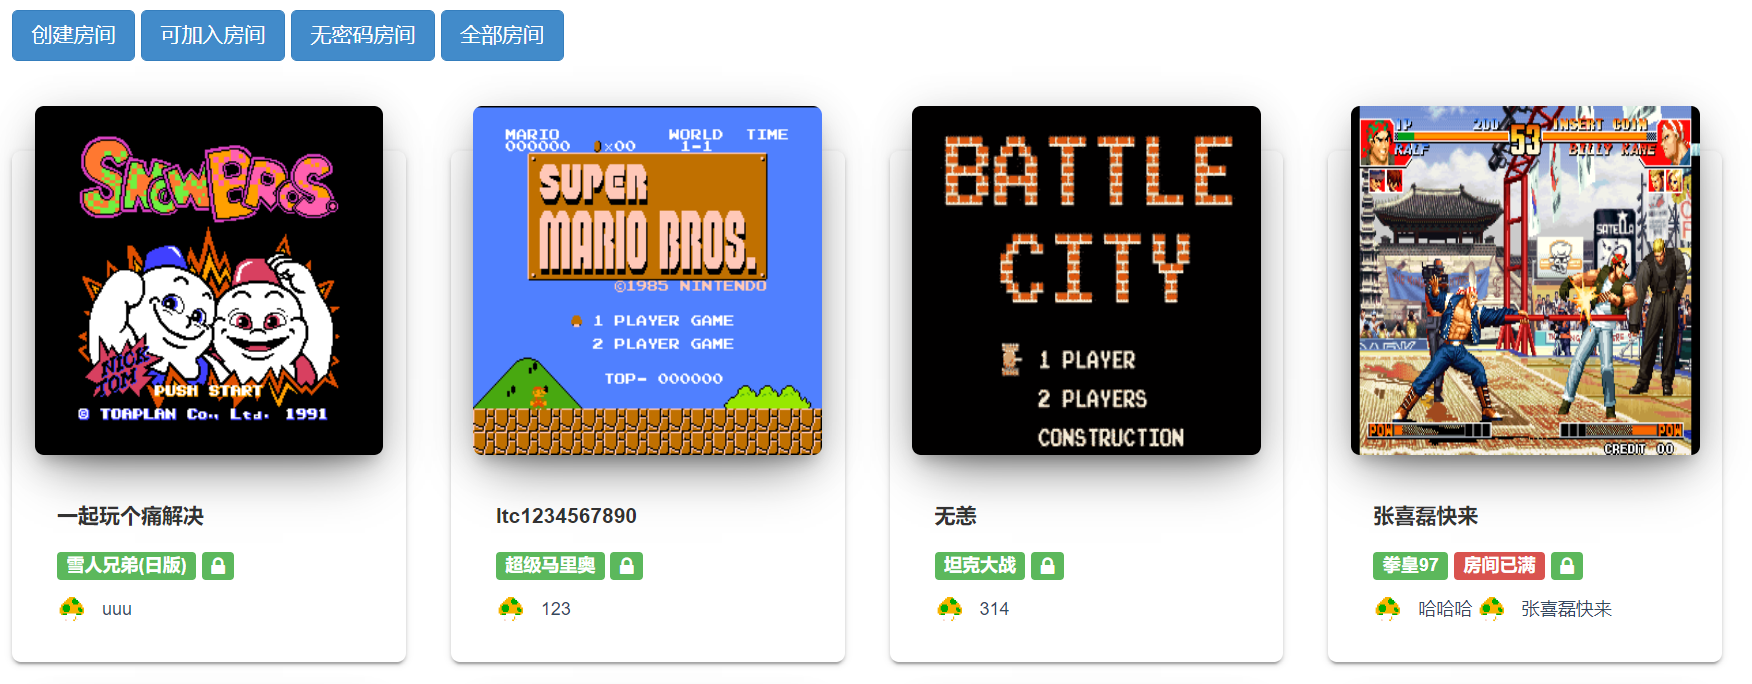 创建房间 可加入房间 无密码房间 全部房间
SNOW BROS.
NICK
TOM
PUSH START
© TOAPLAN Co., Ltd. 1991
一起玩个痛解决
雪人兄弟(日版)
uuu
MARIO WORLD TIME
000000 ×00 1-1
SUPER
MARIO BROS.
©1985 NINTENDO
1 PLAYER GAME
2 PLAYER GAME
TOP- 000000
ltc1234567890
超级马里奥
123
BATTLE
CITY
1 PLAYER
2 PLAYERS
CONSTRUCTION
无恙
坦克大战
314
1P 200 53 INSERT COIN
RALF BILLY KANE
SATELLA
PARK
POW POW
CREDIT 00
张喜磊快来
拳皇97 房间已满
哈哈哈 张喜磊快来